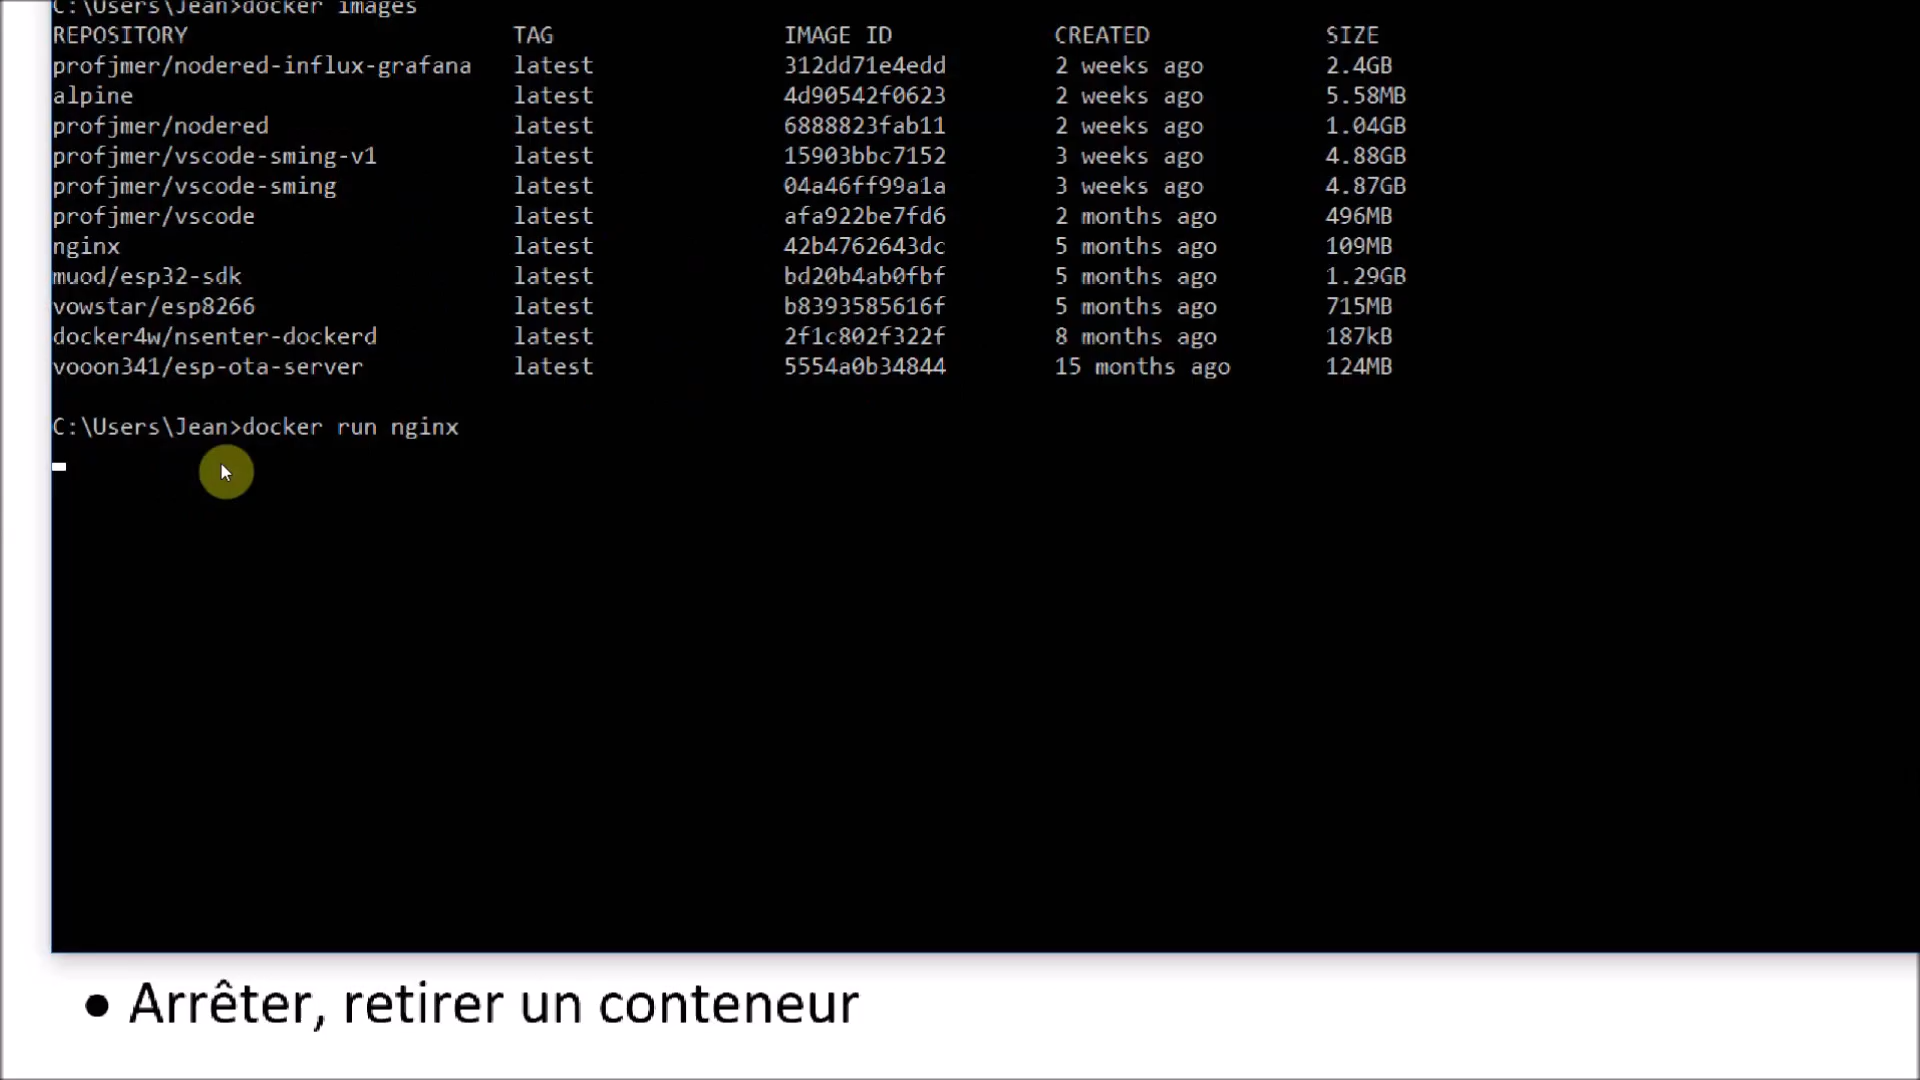 C:\Users\Jean>docker images
REPOSITORY TAG IMAGE ID CREATED SIZE
profjmer/nodered-influx-grafana latest 312dd71e4edd 2 weeks ago 2.4GB
alpine latest 4d90542f0623 2 weeks ago 5.58MB
profjmer/nodered latest 6888823fab11 2 weeks ago 1.04GB
profjmer/vscode-sming-v1 latest 15903bbc7152 3 weeks ago 4.88GB
profjmer/vscode-sming latest 04a46ff99a1a 3 weeks ago 4.87GB
profjmer/vscode latest afa922be7fd6 2 months ago 496MB
nginx latest 42b4762643dc 5 months ago 109MB
muod/esp32-sdk latest bd20b4ab0fbf 5 months ago 1.29GB
vowstar/esp8266 latest b8393585616f 5 months ago 715MB
docker4w/nsenter-dockerd latest 2f1c802f322f 8 months ago 187kB
vooon341/esp-ota-server latest 5554a0b34844 15 months ago 124MB
C:\Users\Jean>docker run nginx
● Arrêter, retirer un conteneur